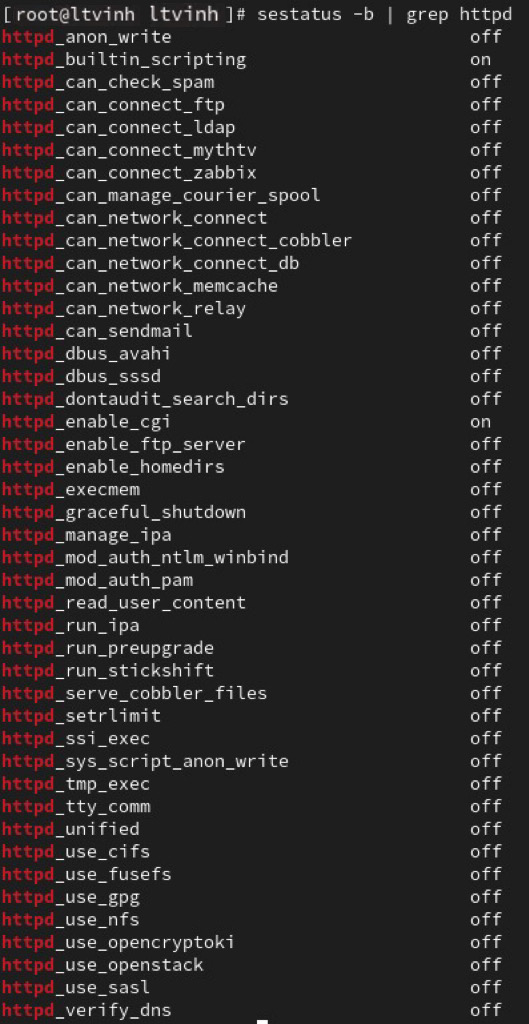 [root@ltvinh ltvinh]# sestatus -b | grep httpd
httpd_anon_write off
httpd_builtin_scripting on
httpd_can_check_spam off
httpd_can_connect_ftp off
httpd_can_connect_ldap off
httpd_can_connect_mythtv off
httpd_can_connect_zabbix off
httpd_can_manage_courier_spool off
httpd_can_network_connect off
httpd_can_network_connect_cobbler off
httpd_can_network_connect_db off
httpd_can_network_memcache off
httpd_can_network_relay off
httpd_can_sendmail off
httpd_dbus_avahi off
httpd_dbus_sssd off
httpd_dontaudit_search_dirs off
httpd_enable_cgi on
httpd_enable_ftp_server off
httpd_enable_homedirs off
httpd_execmem off
httpd_graceful_shutdown off
httpd_manage_ipa off
httpd_mod_auth_ntlm_winbind off
httpd_mod_auth_pam off
httpd_read_user_content off
httpd_run_ipa off
httpd_run_preupgrade off
httpd_run_stickshift off
httpd_serve_cobbler_files off
httpd_setrlimit off
httpd_ssi_exec off
httpd_sys_script_anon_write off
httpd_tmp_exec off
httpd_tty_comm off
httpd_unified off
httpd_use_cifs off
httpd_use_fusefs off
httpd_use_gpg off
httpd_use_nfs off
httpd_use_opencryptoki off
httpd_use_openstack off
httpd_use_sasl off
httpd_verify_dns off